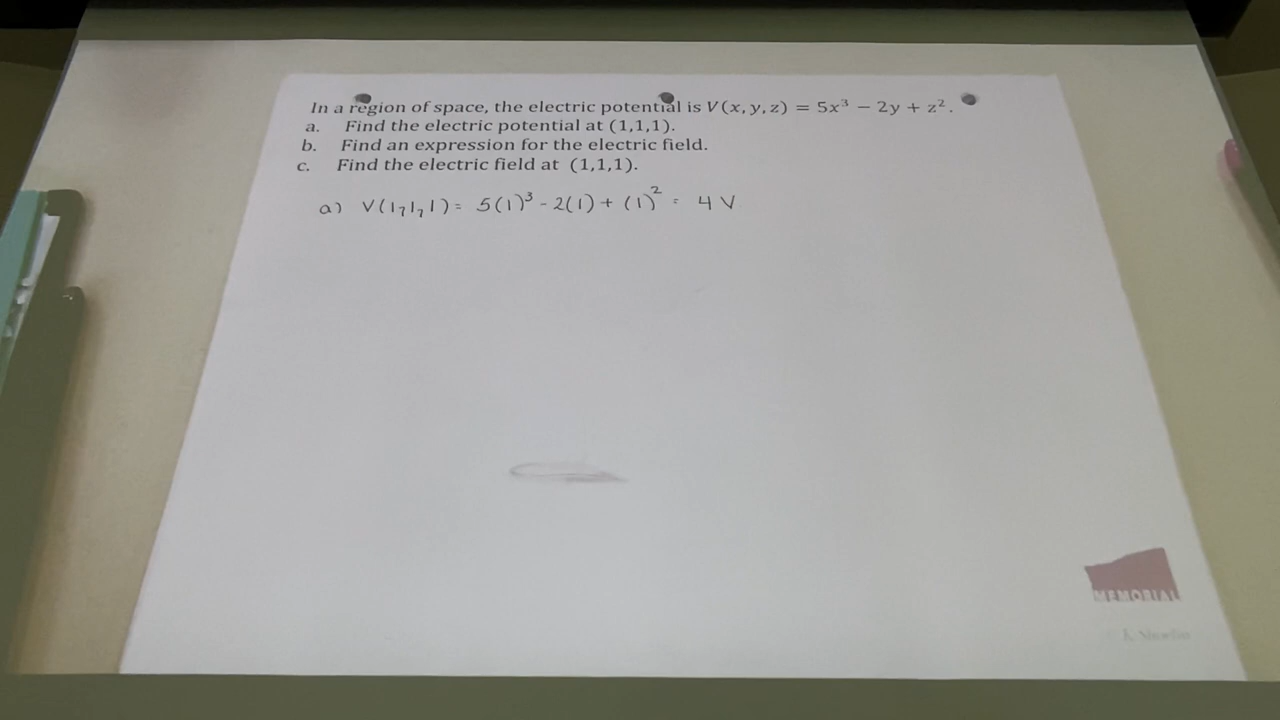 In a region of space, the electric potential is V(x, y, z) = 5x³ − 2y + z².
a. Find the electric potential at (1,1,1).
b. Find an expression for the electric field.
c. Find the electric field at (1,1,1).
a) V(1,1,1) = 5(1)³ - 2(1) + (1)² = 4 V
MEMORIAL